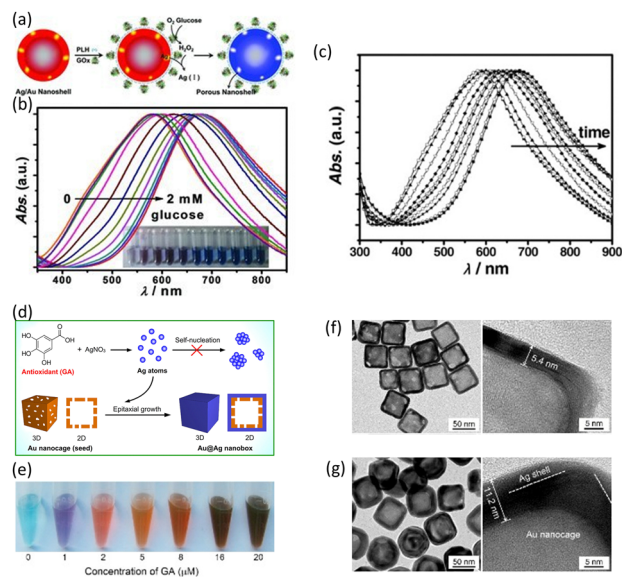 (a)
O₂ Glucose
PLH
GOx
H₂O₂
Ag ( I )
Ag/Au Nanoshell
Porous Nanoshell
(b)
Abs. (a.u.)
0
2 mM
glucose
400 500 600 700 800
λ / nm
(c)
Abs. (a.u.)
time
300 400 500 600 700 800 900
λ / nm
(d)
O
HO
OH
HO
OH
+ AgNO₃
Self-nucleation
Antioxidant (GA)
Ag atoms
Epitaxial growth
3D
2D
3D
2D
Au nanocage (seed)
Au@Ag nanobox
(e)
0 1 2 5 8 16 20
Concentration of GA (μM)
(f)
5.4 nm
50 nm
5 nm
(g)
Ag shell
11.2 nm
Au nanocage
50 nm
5 nm